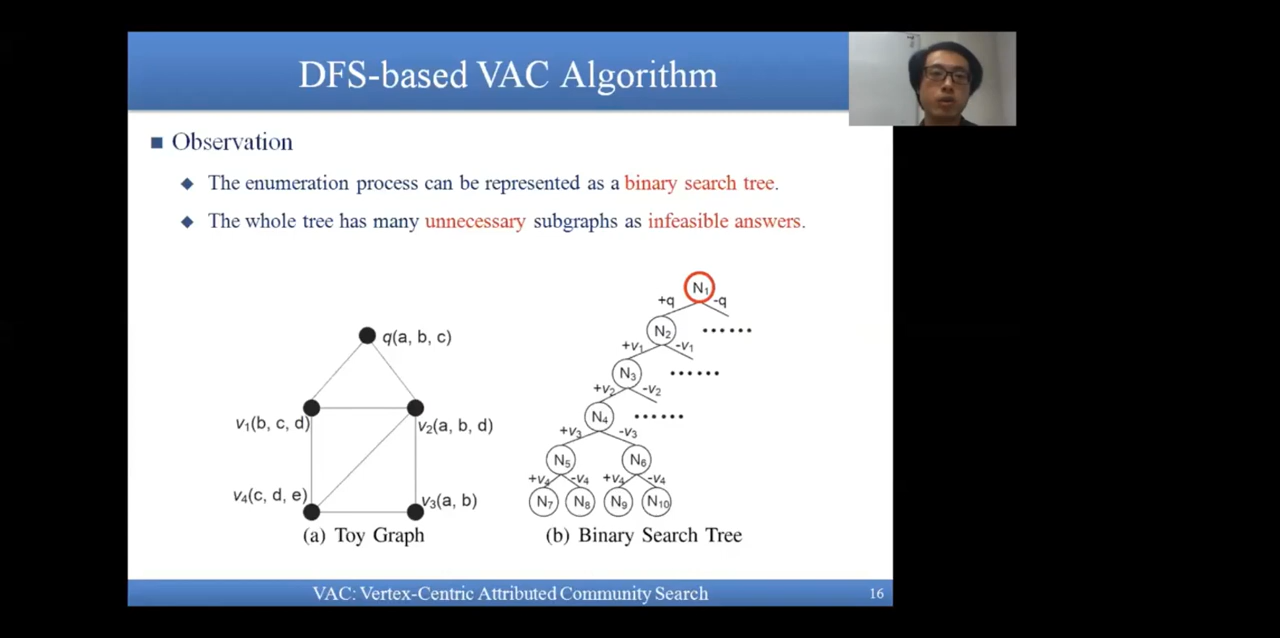 DFS-based VAC Algorithm
Observation
The enumeration process can be represented as a binary search tree.
The whole tree has many unnecessary subgraphs as infeasible answers.
q(a, b, c)
v1(b, c, d)
v2(a, b, d)
v4(c, d, e)
v3(a, b)
(a) Toy Graph
N1
+q
-q
N2
......
+v1
-v1
N3
......
+v2
-v2
N4
......
+v3
-v3
N5
N6
+v4
-v4
+v4
-v4
N7
N8
N9
N10
(b) Binary Search Tree
VAC: Vertex-Centric Attributed Community Search
16